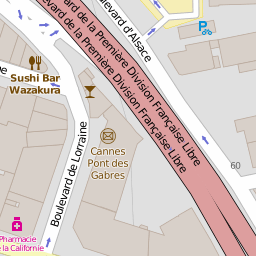 Boulevard d'Alsace
Boulevard de la Première Division Française Libre
Boulevard de la Première Division Française Libre
Sushi Bar
Wazakura
Boulevard de Lorraine
Cannes
Pont des
Gabres
60
Pharmacie
de la Californie